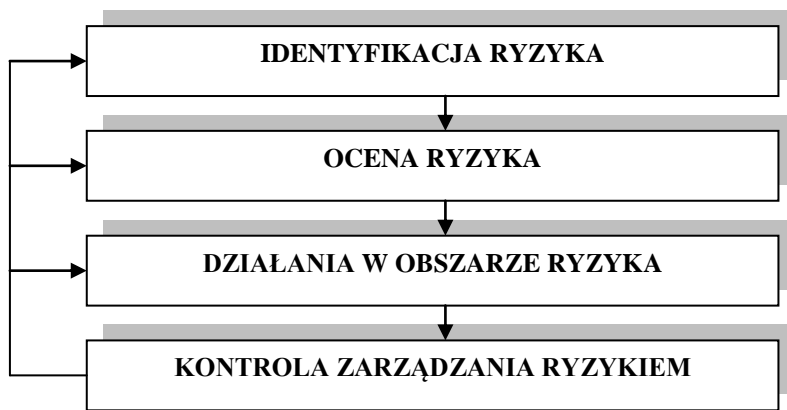 IDENTYFIKACJA RYZYKA
OCENA RYZYKA
DZIAŁANIA W OBSZARZE RYZYKA
KONTROLA ZARZĄDZANIA RYZYKIEM